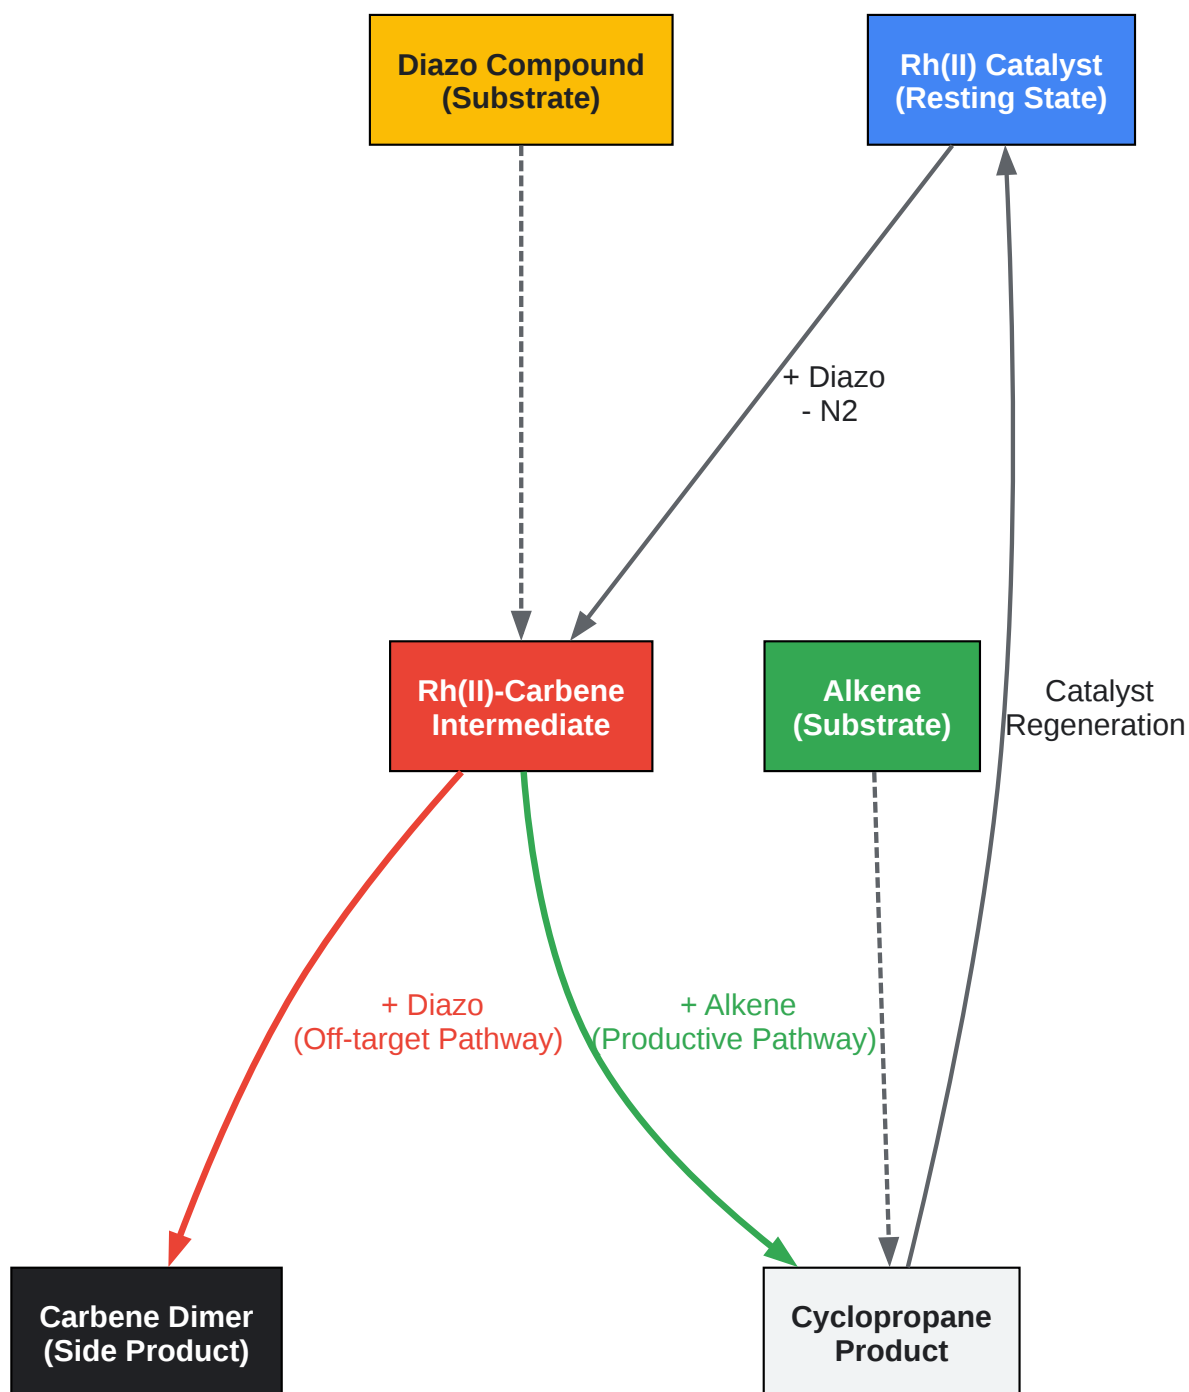 Diazo Compound
(Substrate)
Rh(II) Catalyst
(Resting State)
+ Diazo
- N2
Rh(II)-Carbene
Intermediate
Alkene
(Substrate)
Catalyst
Regeneration
+ Diazo
(Off-target Pathway)
+ Alkene
(Productive Pathway)
Carbene Dimer
(Side Product)
Cyclopropane
Product